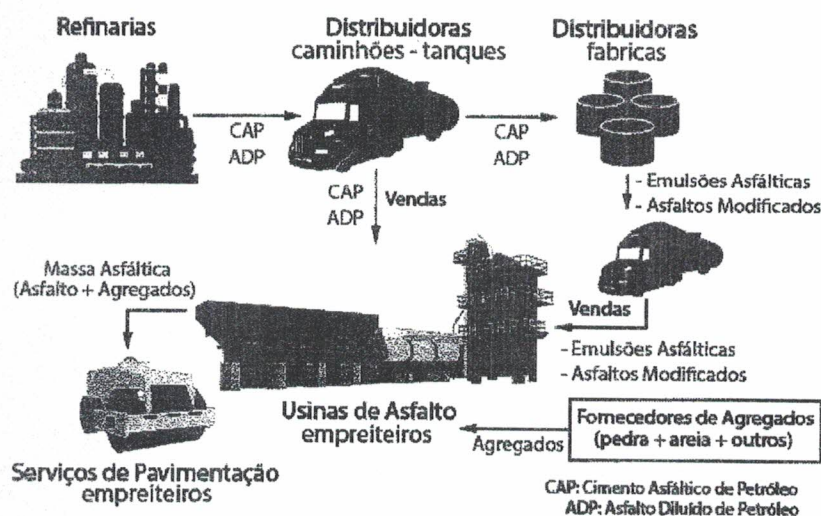 Refinarias
Distribuidoras
caminhões - tanques
Distribuidoras
fabricas
CAP
ADP
CAP
ADP
CAP
ADP
Vendas
- Emulsões Asfálticas
- Asfaltos Modificados
Massa Asfáltica
(Asfalto + Agregados)
Vendas
- Emulsões Asfálticas
- Asfaltos Modificados
Usinas de Asfalto
empreiteiros
Agregados
Fornecedores de Agregados
(pedra + areia + outros)
Serviços de Pavimentação
empreiteiros
CAP: Cimento Asfáltico de Petróleo
ADP: Asfalto Diluído de Petróleo